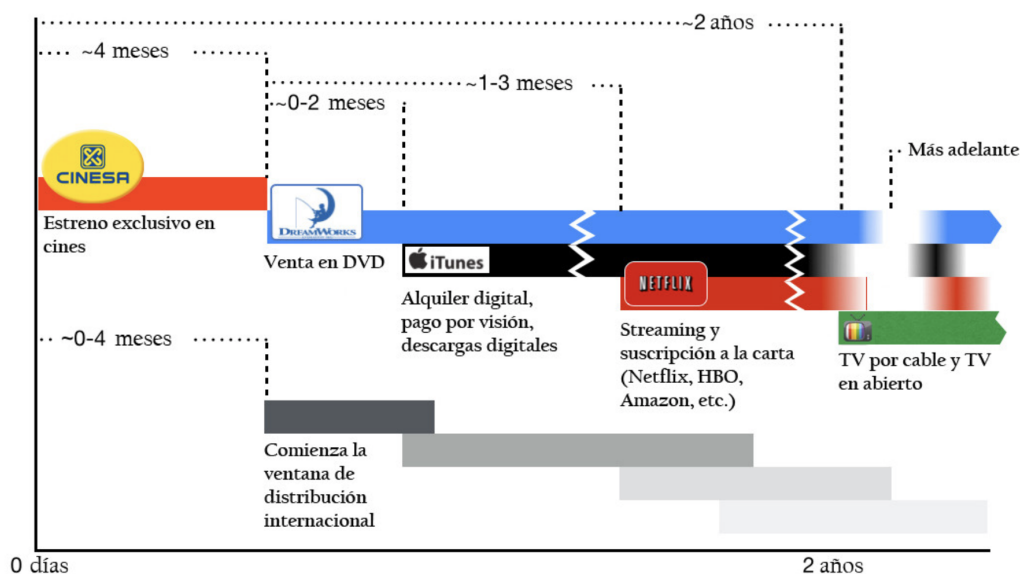 ~2 años
~4 meses
~1-3 meses
~0-2 meses
Más adelante
CINESA
Estreno exclusivo en
cines
DREAMWORKS
Venta en DVD
iTunes
Alquiler digital,
pago por visión,
descargas digitales
NETFLIX
Streaming y
suscripción a la carta
(Netflix, HBO,
Amazon, etc.)
TV por cable y TV
en abierto
~0-4 meses
Comienza la
ventana de
distribución
internacional
0 días
2 años